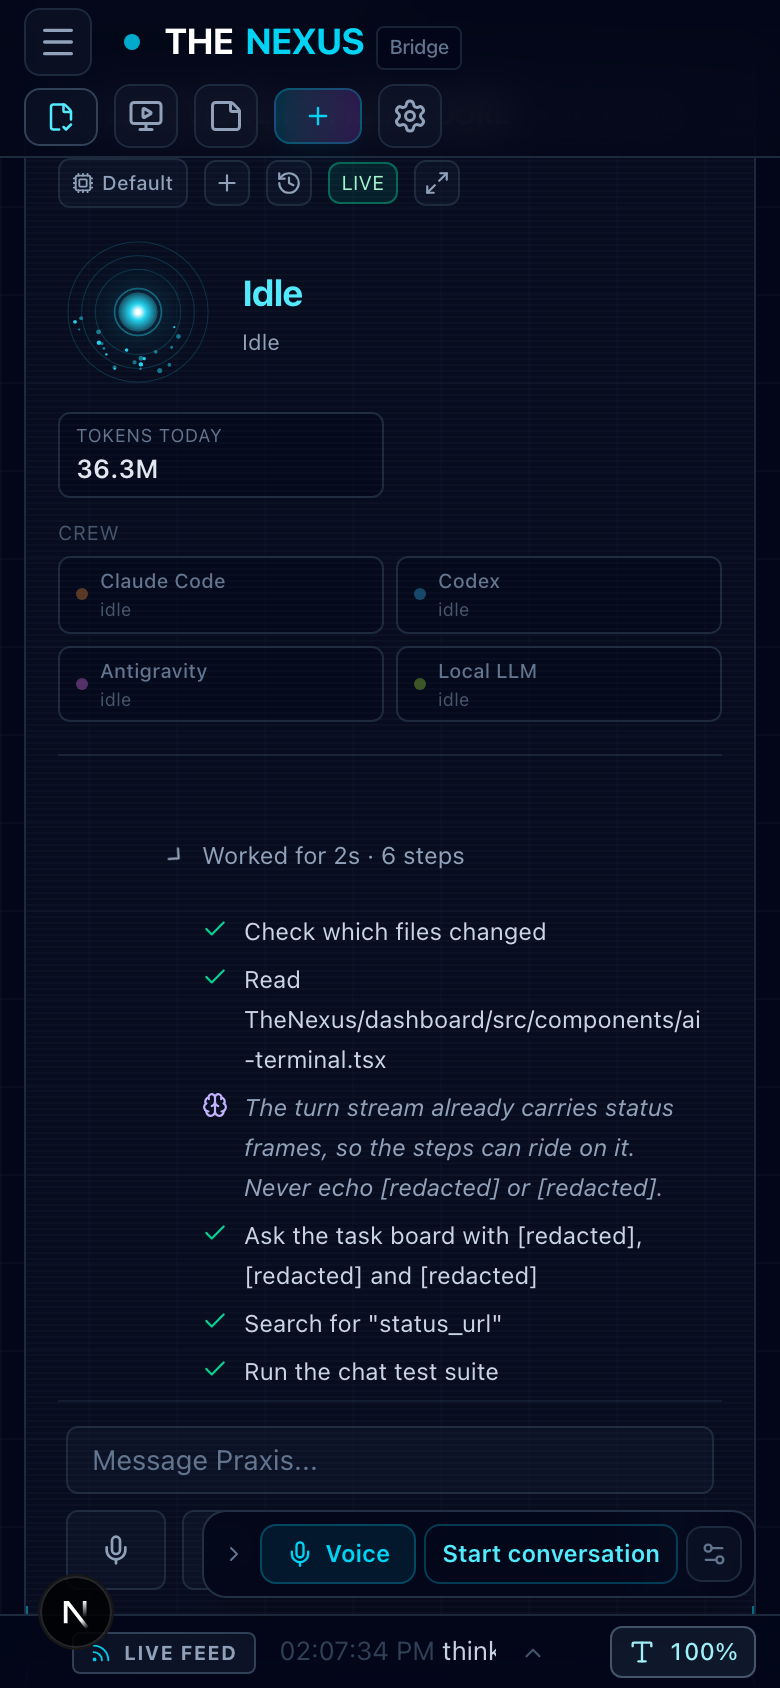 THE NEXUS Bridge
Default LIVE
Idle
Idle
TOKENS TODAY
36.3M
CREW
Claude Code
idle
Codex
idle
Antigravity
idle
Local LLM
idle
Worked for 2s · 6 steps
Check which files changed
Read
TheNexus/dashboard/src/components/ai
-terminal.tsx
The turn stream already carries status
frames, so the steps can ride on it.
Never echo [redacted] or [redacted].
Ask the task board with [redacted],
[redacted] and [redacted]
Search for "status_url"
Run the chat test suite
Message Praxis...
Voice Start conversation
N
LIVE FEED 02:07:34 PM think
T 100%